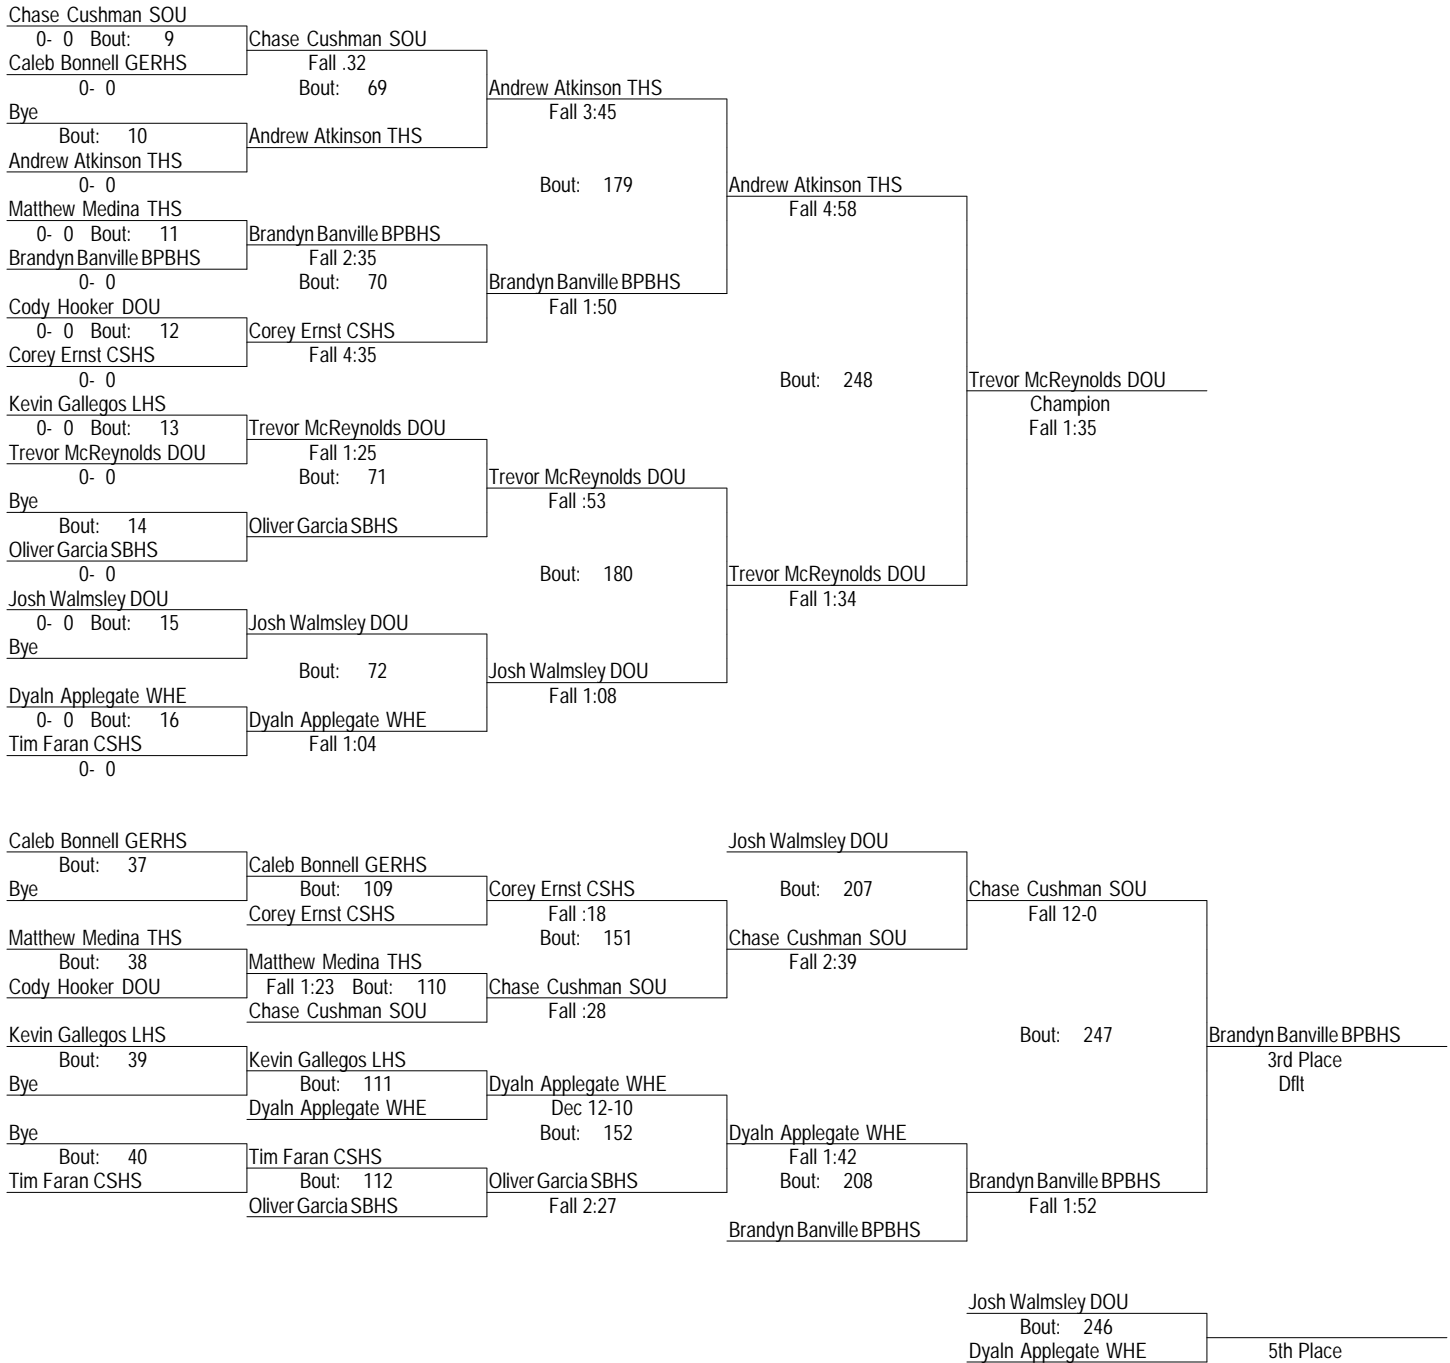 Chase Cushman SOU
0- 0 Bout: 9 Chase Cushman SOU
Caleb Bonnell GERHS Fall .32
0- 0 Bout: 69 Andrew Atkinson THS
Bye Fall 3:45
Bout: 10 Andrew Atkinson THS
Andrew Atkinson THS
0- 0 Bout: 179 Andrew Atkinson THS
Matthew Medina THS Fall 4:58
0- 0 Bout: 11 Brandyn Banville BPBHS
Brandyn Banville BPBHS Fall 2:35
0- 0 Bout: 70 Brandyn Banville BPBHS
Cody Hooker DOU Fall 1:50
0- 0 Bout: 12 Corey Ernst CSHS
Corey Ernst CSHS Fall 4:35
0- 0 Bout: 248 Trevor McReynolds DOU
Kevin Gallegos LHS Champion
0- 0 Bout: 13 Trevor McReynolds DOU Fall 1:35
Trevor McReynolds DOU Fall 1:25
0- 0 Bout: 71 Trevor McReynolds DOU
Bye Fall :53
Bout: 14 Oliver Garcia SBHS
Oliver Garcia SBHS
0- 0 Bout: 180 Trevor McReynolds DOU
Josh Walmsley DOU Fall 1:34
0- 0 Bout: 15 Josh Walmsley DOU
Bye
Bout: 72 Josh Walmsley DOU
Dyaln Applegate WHE Fall 1:08
0- 0 Bout: 16 Dyaln Applegate WHE
Tim Faran CSHS Fall 1:04
0- 0
Caleb Bonnell GERHS Josh Walmsley DOU
Bout: 37 Caleb Bonnell GERHS
Bye Bout: 109 Corey Ernst CSHS Bout: 207 Chase Cushman SOU
Corey Ernst CSHS Fall :18 Fall 12-0
Matthew Medina THS Bout: 151 Chase Cushman SOU
Bout: 38 Matthew Medina THS Fall 2:39
Cody Hooker DOU Fall 1:23 Bout: 110 Chase Cushman SOU
Chase Cushman SOU Fall :28
Kevin Gallegos LHS Bout: 247 Brandyn Banville BPBHS
Bout: 39 Kevin Gallegos LHS 3rd Place
Bye Bout: 111 Dyaln Applegate WHE Dflt
Dyaln Applegate WHE Dec 12-10
Bye Bout: 152 Dyaln Applegate WHE
Bout: 40 Tim Faran CSHS Fall 1:42
Tim Faran CSHS Bout: 112 Oliver Garcia SBHS Bout: 208 Brandyn Banville BPBHS
Oliver Garcia SBHS Fall 2:27 Fall 1:52
Brandyn Banville BPBHS
Josh Walmsley DOU
Bout: 246
Dyaln Applegate WHE 5th Place